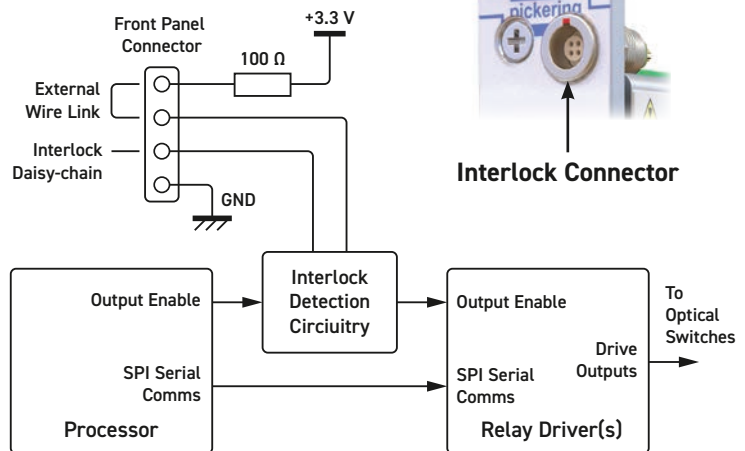 Front Panel
Connector
+3.3 V
100 Ω
External
Wire Link
Interlock
Daisy-chain
GND
pickering
Interlock Connector
Output Enable
SPI Serial
Comms
Processor
Interlock
Detection
Circiuitry
Output Enable
SPI Serial
Comms
Drive
Outputs
Relay Driver(s)
To
Optical
Switches